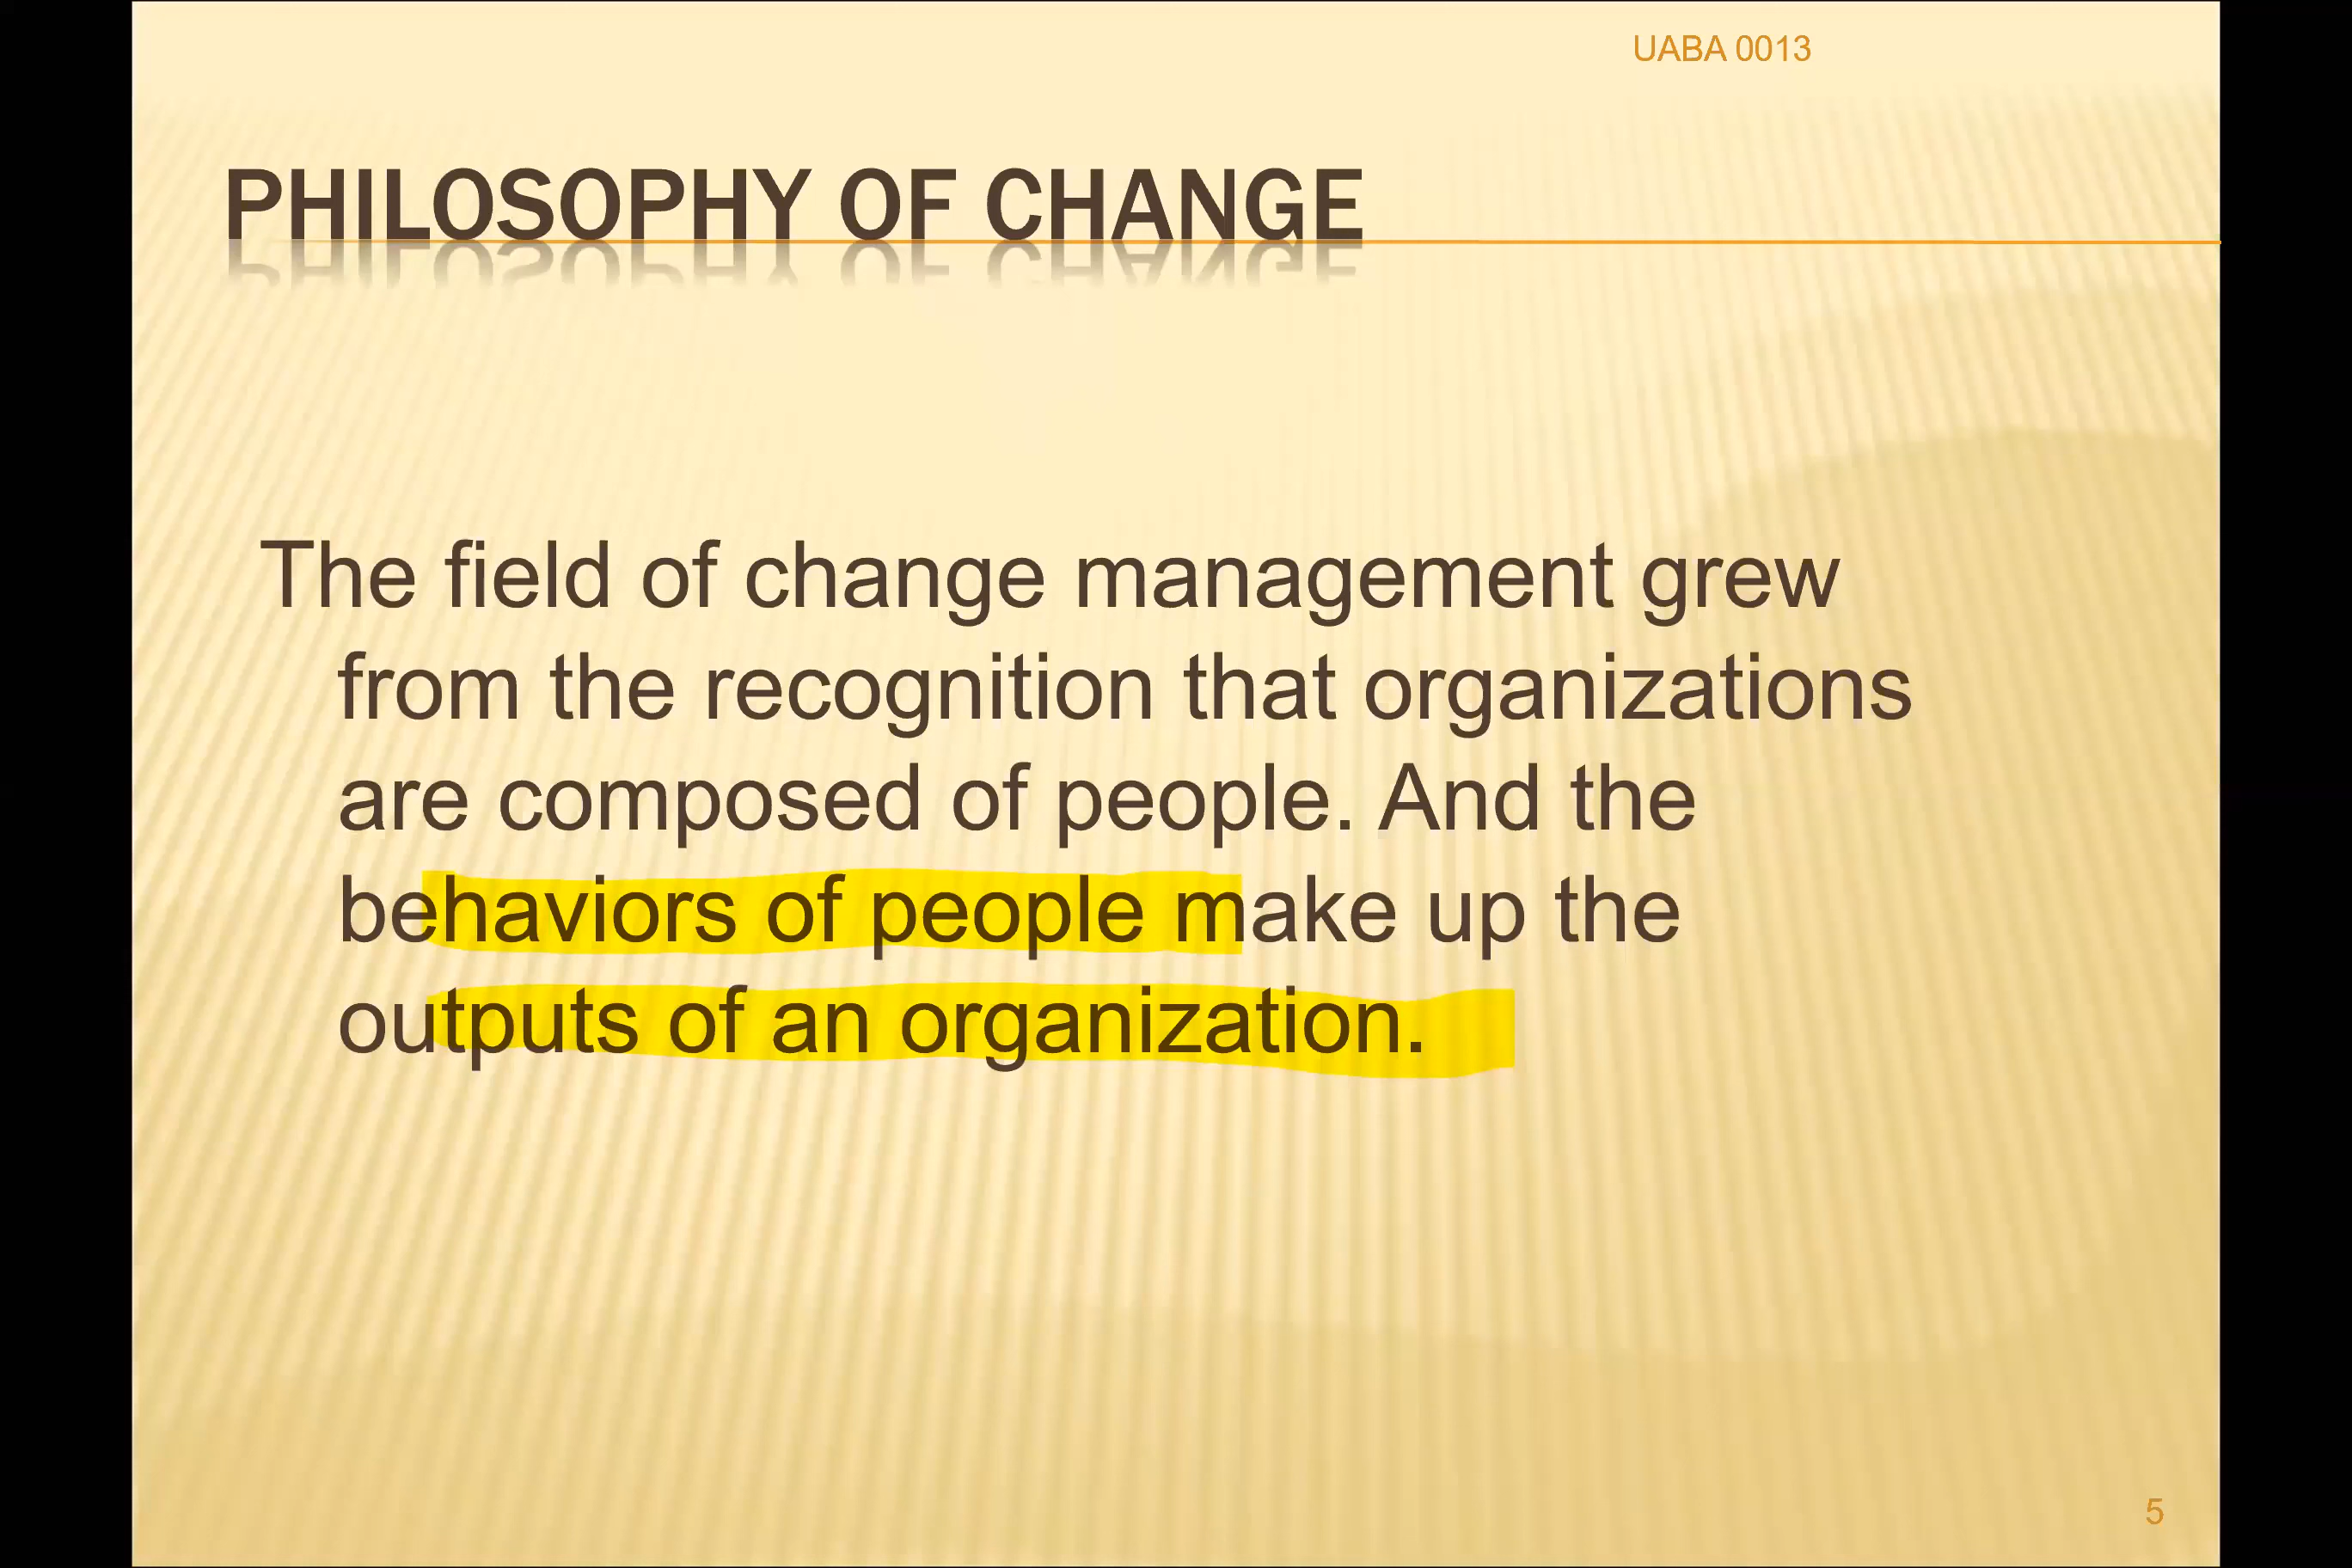 UABA 0013
PHILOSOPHY OF CHANGE
The field of change management grew
from the recognition that organizations
are composed of people. And the
behaviors of people make up the
outputs of an organization.
5